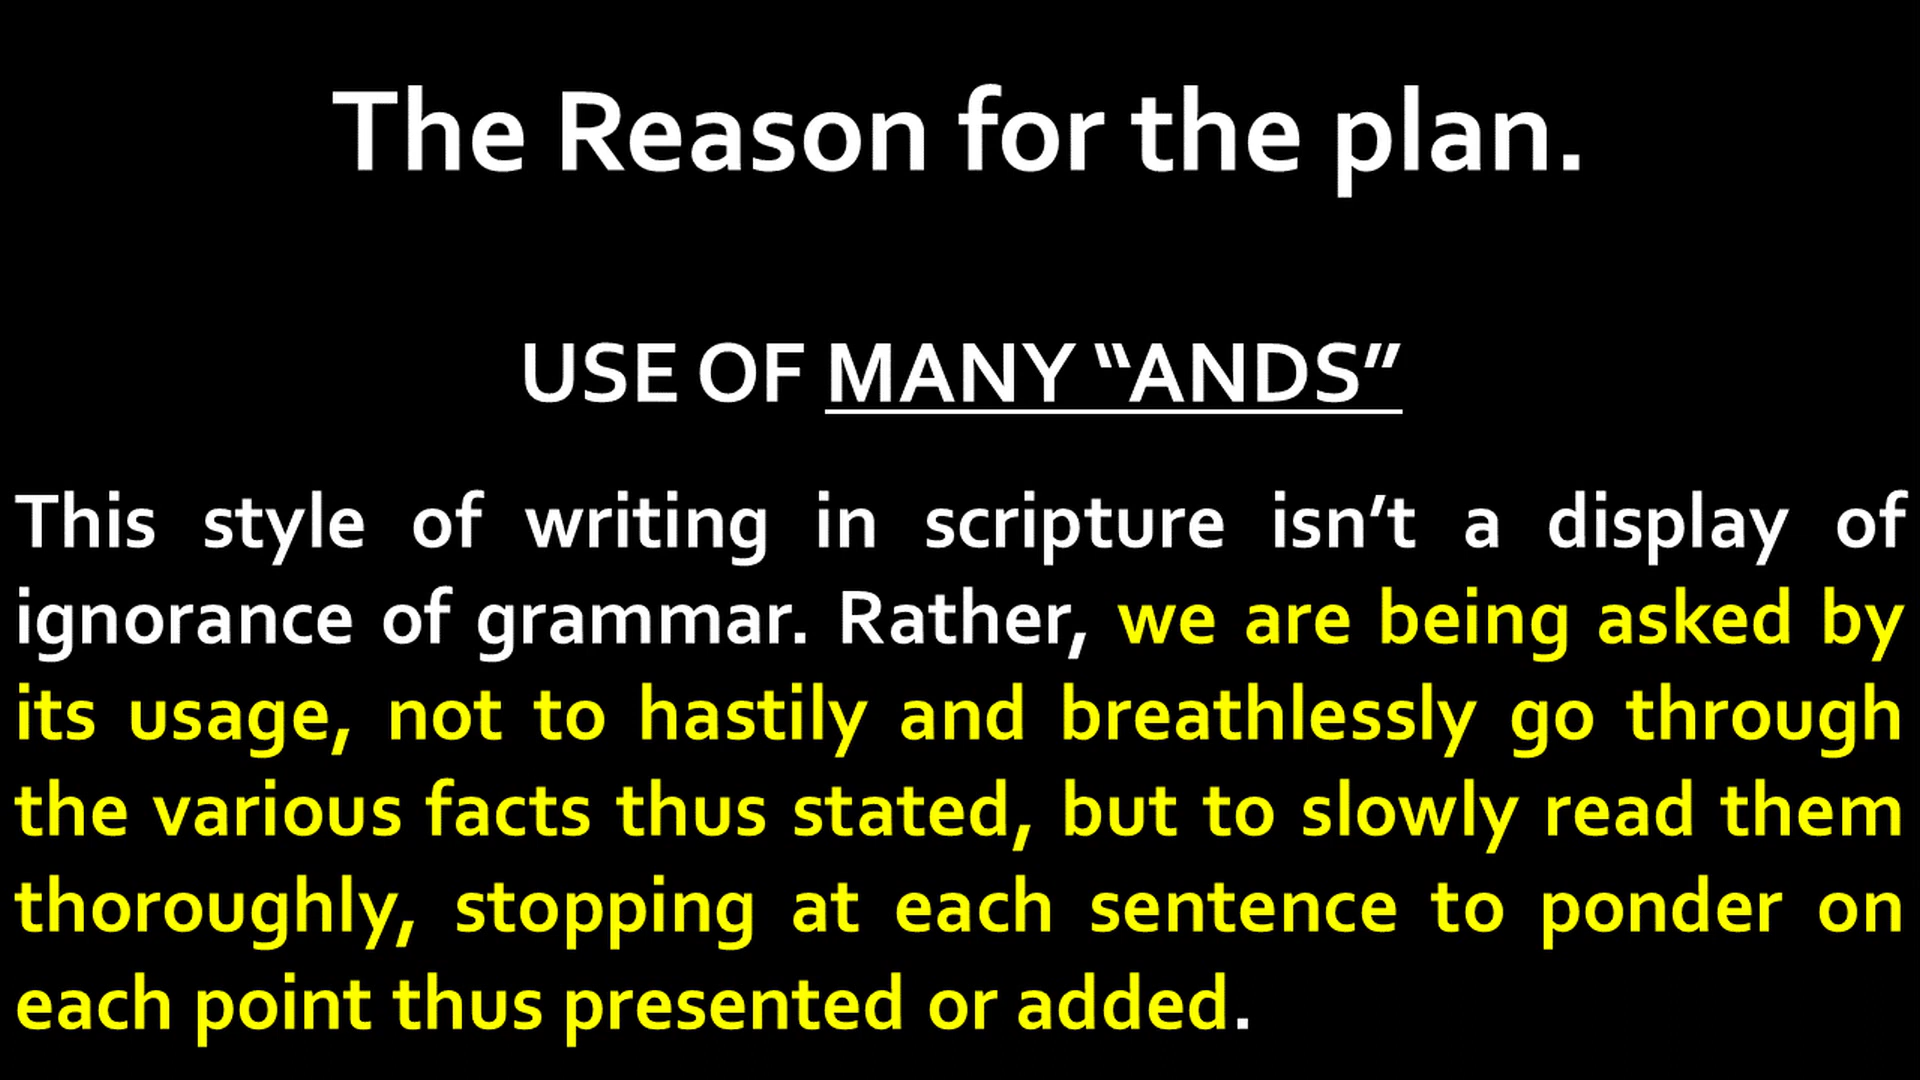 The Reason for the plan.
USE OF MANY “ANDS”
This style of writing in scripture isn’t a display of
ignorance of grammar. Rather, we are being asked by
its usage, not to hastily and breathlessly go through
the various facts thus stated, but to slowly read them
thoroughly, stopping at each sentence to ponder on
each point thus presented or added.